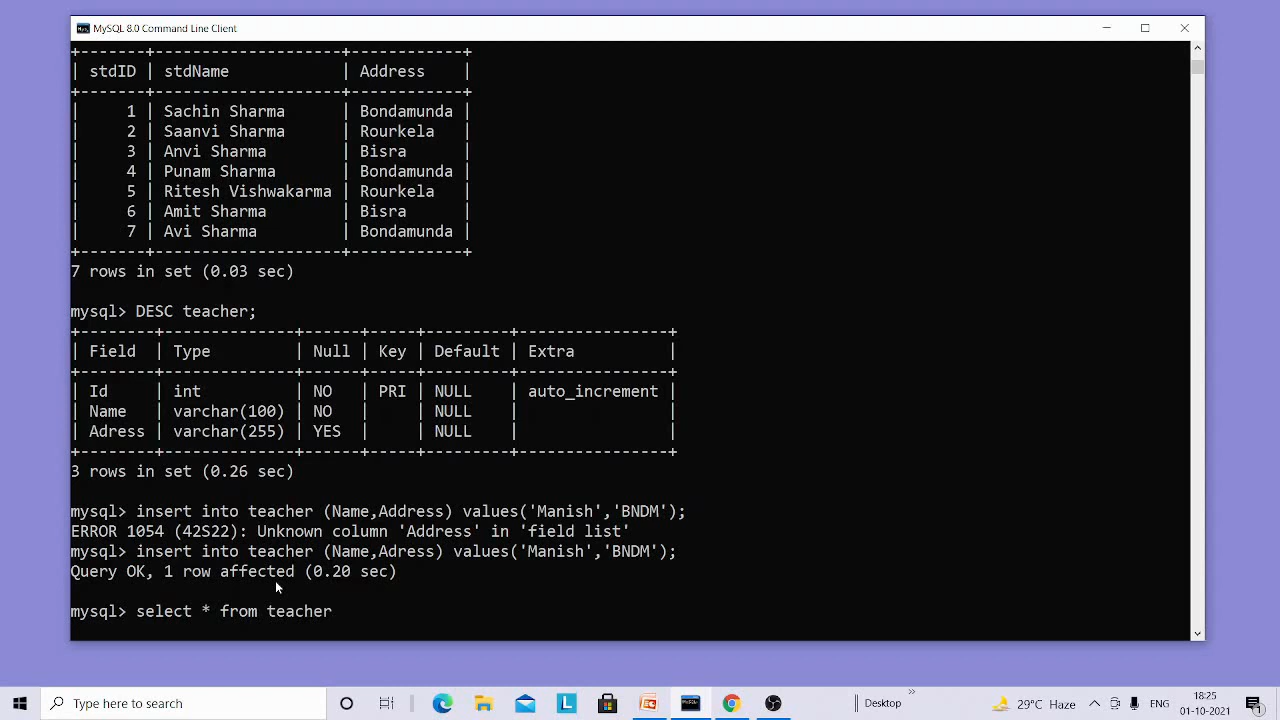 MySQL 8.0 Command Line Client
+-------+-------------------+------------+
| stdID | stdName | Address |
+-------+-------------------+------------+
| 1 | Sachin Sharma | Bondamunda |
| 2 | Saanvi Sharma | Rourkela |
| 3 | Anvi Sharma | Bisra |
| 4 | Punam Sharma | Bondamunda |
| 5 | Ritesh Vishwakarma | Rourkela |
| 6 | Amit Sharma | Bisra |
| 7 | Avi Sharma | Bondamunda |
+-------+-------------------+------------+
7 rows in set (0.03 sec)
mysql> DESC teacher;
+--------+--------------+------+-----+---------+----------------+
| Field | Type | Null | Key | Default | Extra |
+--------+--------------+------+-----+---------+----------------+
| Id | int | NO | PRI | NULL | auto_increment |
| Name | varchar(100) | NO | | NULL | |
| Adress | varchar(255) | YES | | NULL | |
+--------+--------------+------+-----+---------+----------------+
3 rows in set (0.26 sec)
mysql> insert into teacher (Name,Address) values('Manish','BNDM');
ERROR 1054 (42S22): Unknown column 'Address' in 'field list'
mysql> insert into teacher (Name,Adress) values('Manish','BNDM');
Query OK, 1 row affected (0.20 sec)
mysql> select * from teacher
Type here to search
L
Desktop
»
29°C Haze
ENG
18:25
01-10-2021